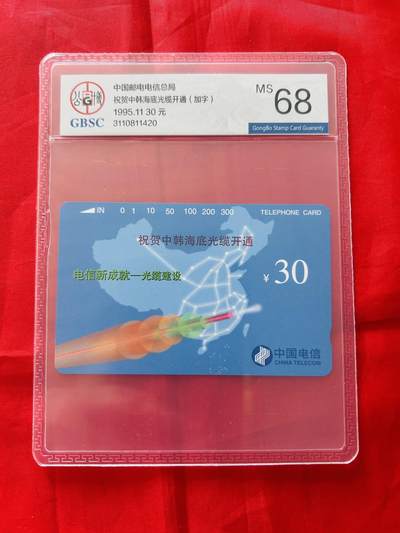 中国邮电电信总局
祝贺中韩海底光缆开通（加字）
1995.11 30 元
3110811420
GBSC
MS 68
GongBo Stamp Card Guaranty
IN 0 1 10 50 100 200 300 TELEPHONE CARD
祝贺中韩海底光缆开通
电信新成就—光缆建设
¥ 30
中国电信
CHINA TELECOM